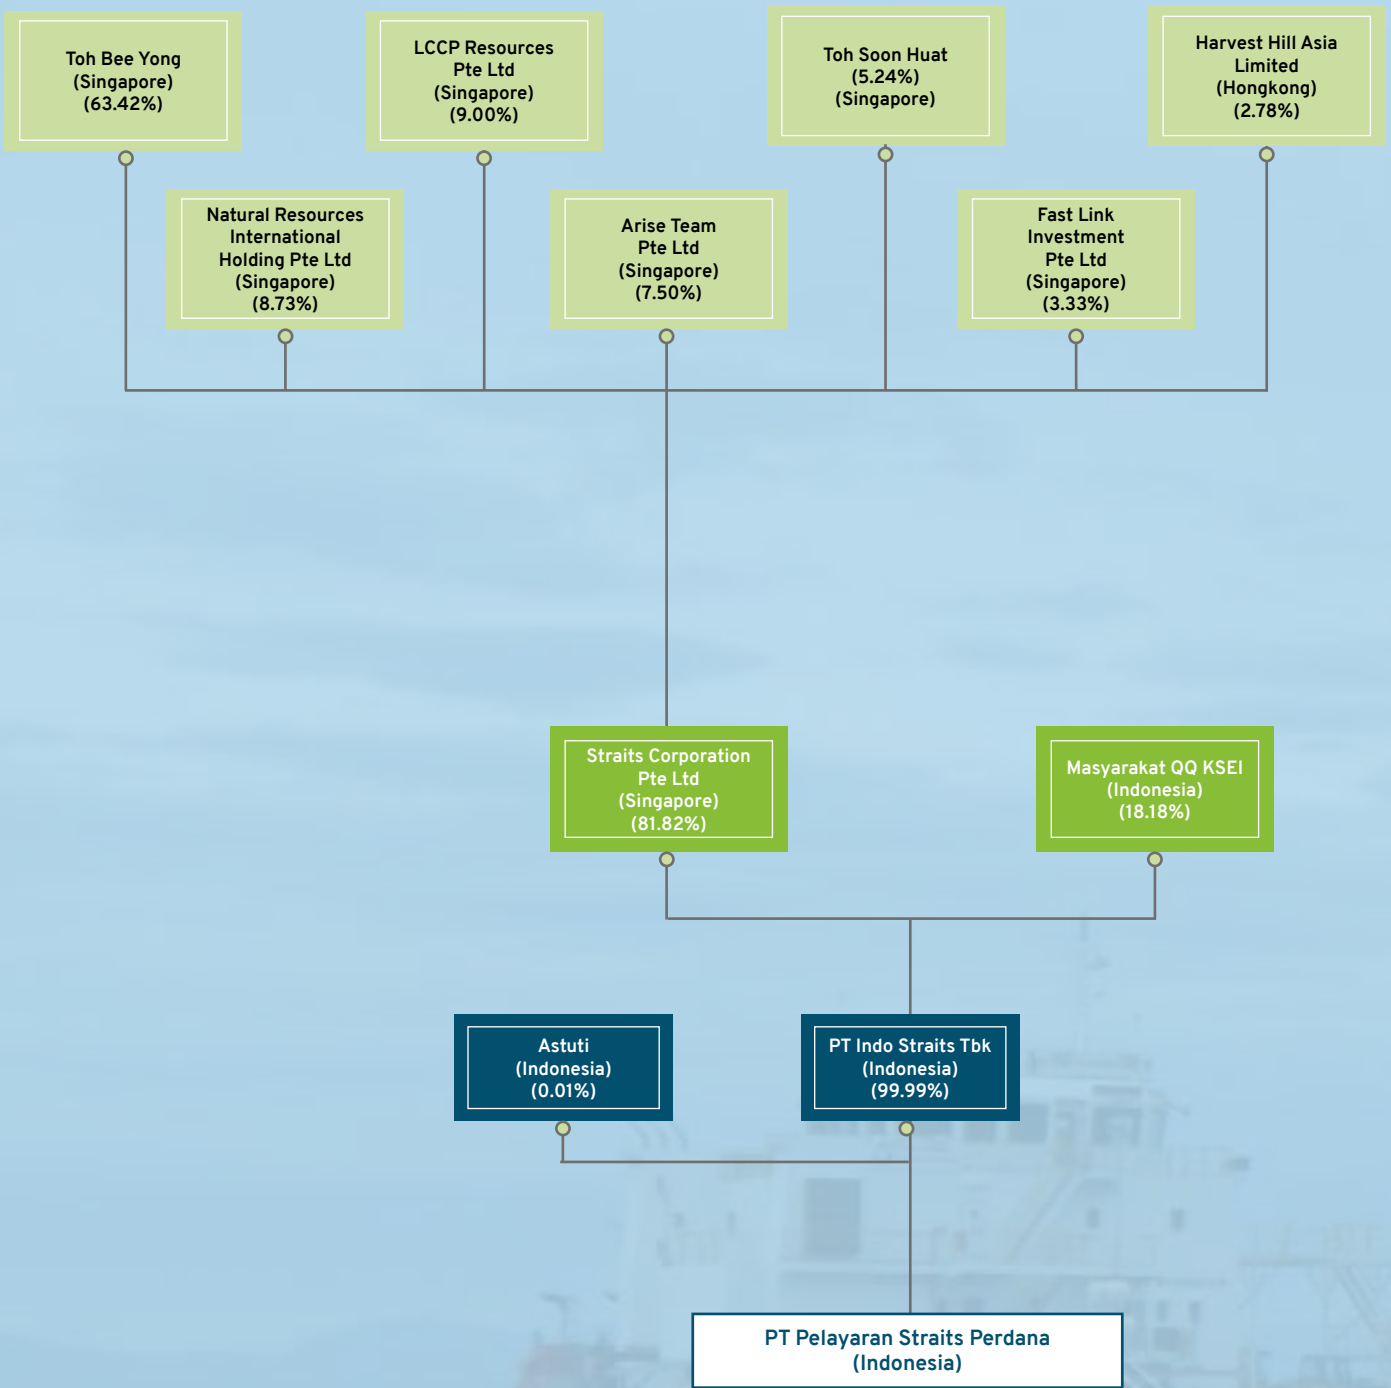 Toh Bee Yong
(Singapore)
(63.42%)
LCCP Resources
Pte Ltd
(Singapore)
(9.00%)
Toh Soon Huat
(5.24%)
(Singapore)
Harvest Hill Asia
Limited
(Hongkong)
(2.78%)
Natural Resources
International
Holding Pte Ltd
(Singapore)
(8.73%)
Arise Team
Pte Ltd
(Singapore)
(7.50%)
Fast Link
Investment
Pte Ltd
(Singapore)
(3.33%)
Straits Corporation
Pte Ltd
(Singapore)
(81.82%)
Masyarakat QQ KSEI
(Indonesia)
(18.18%)
Astuti
(Indonesia)
(0.01%)
PT Indo Straits Tbk
(Indonesia)
(99.99%)
PT Pelayaran Straits Perdana
(Indonesia)